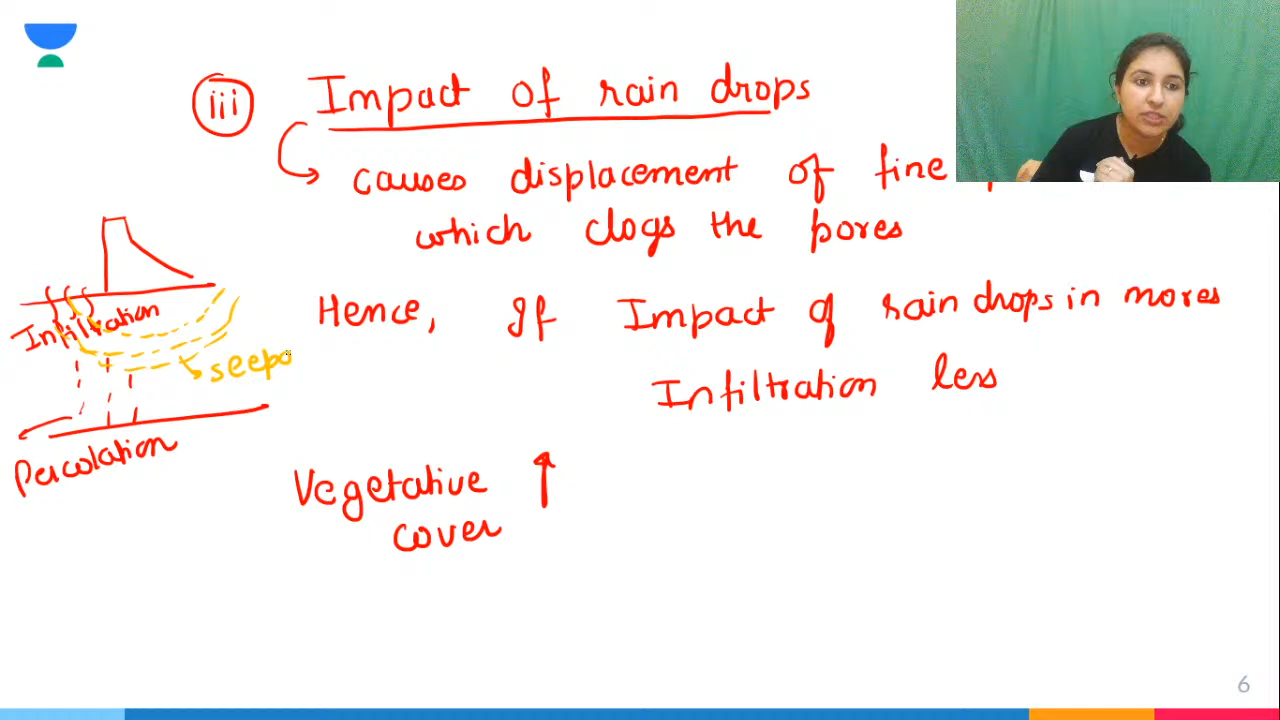 iii Impact of rain drops
causes displacement of fine
which clogs the pores
Hence, If Impact of rain drops in mores
Infiltration less
Infiltration
seepa
Percolation
Vegetative
cover
6